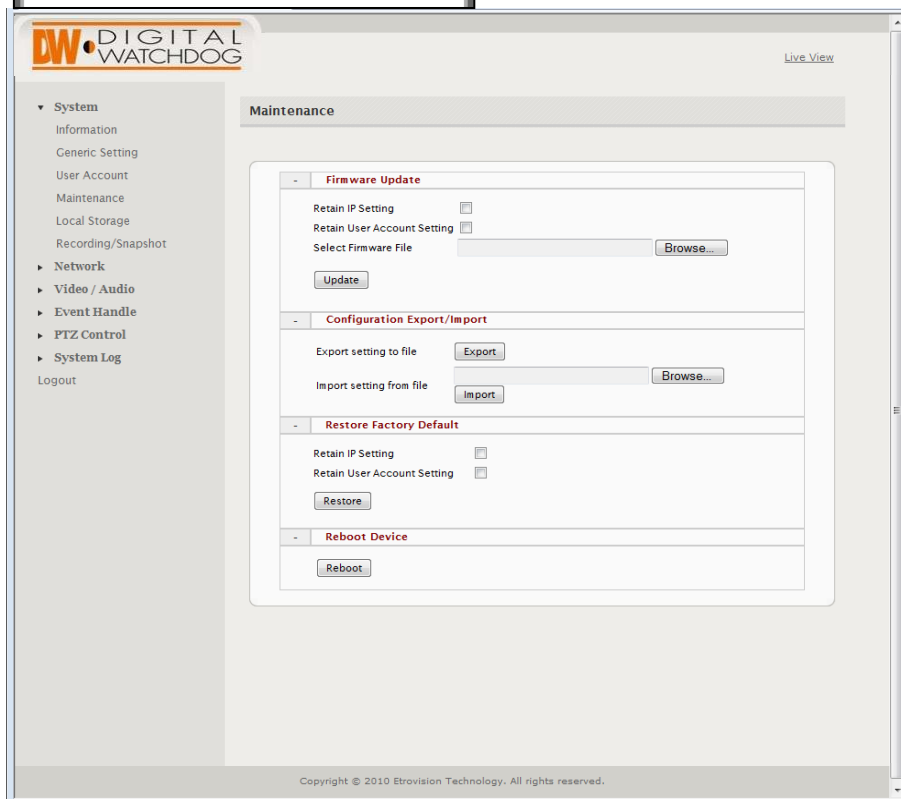 DW DIGITAL
WATCHDOG
Live View
System
Information
Generic Setting
User Account
Maintenance
Local Storage
Recording/Snapshot
Network
Video / Audio
Event Handle
PTZ Control
System Log
Logout
Maintenance
- Firmware Update
Retain IP Setting
Retain User Account Setting
Select Firmware File Browse...
Update
- Configuration Export/Import
Export setting to file Export
Browse...
Import setting from file
Import
- Restore Factory Default
Retain IP Setting
Retain User Account Setting
Restore
- Reboot Device
Reboot
Copyright © 2010 Etrovision Technology. All rights reserved.